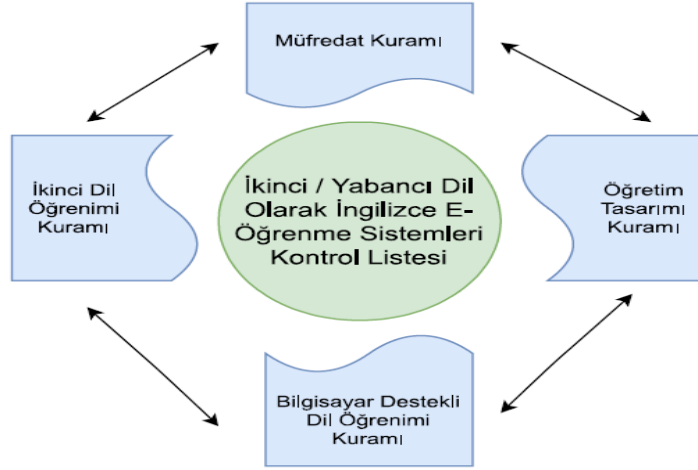 Müfredat Kuramı
İkinci Dil
Öğrenimi
Kuramı
İkinci / Yabancı Dil
Olarak İngilizce E-
Öğrenme Sistemleri
Kontrol Listesi
Öğretim
Tasarımı
Kuramı
Bilgisayar Destekli
Dil Öğrenimi
Kuramı